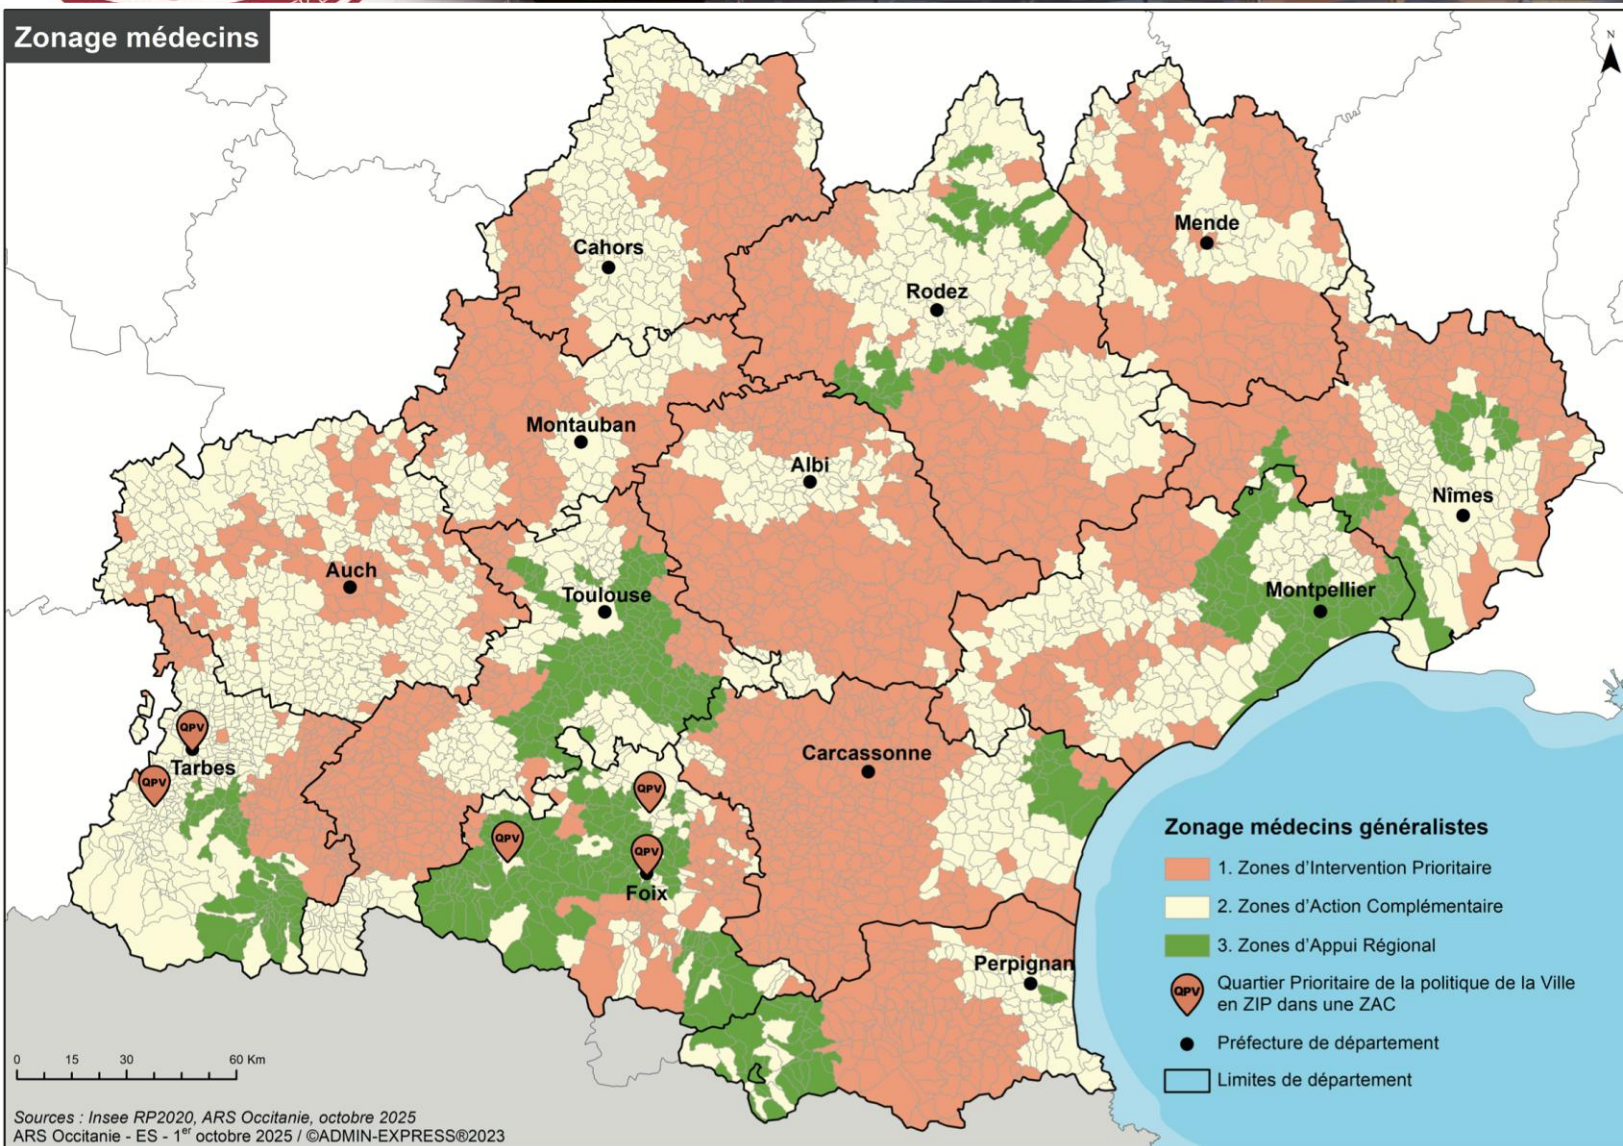 Zonage médecins
N
Cahors
Mende
Rodez
Montauban
Albi
Nîmes
Auch
Toulouse
Montpellier
QPV
Tarbes
QPV
Carcassonne
QPV
QPV
QPV
Foix
Perpignan
Zonage médecins généralistes
1. Zones d'Intervention Prioritaire
2. Zones d'Action Complémentaire
3. Zones d'Appui Régional
QPV
Quartier Prioritaire de la politique de la Ville
en ZIP dans une ZAC
Préfecture de département
Limites de département
0 15 30 60 Km
Sources : Insee RP2020, ARS Occitanie, octobre 2025
ARS Occitanie - ES - 1er octobre 2025 / ©ADMIN-EXPRESS®2023